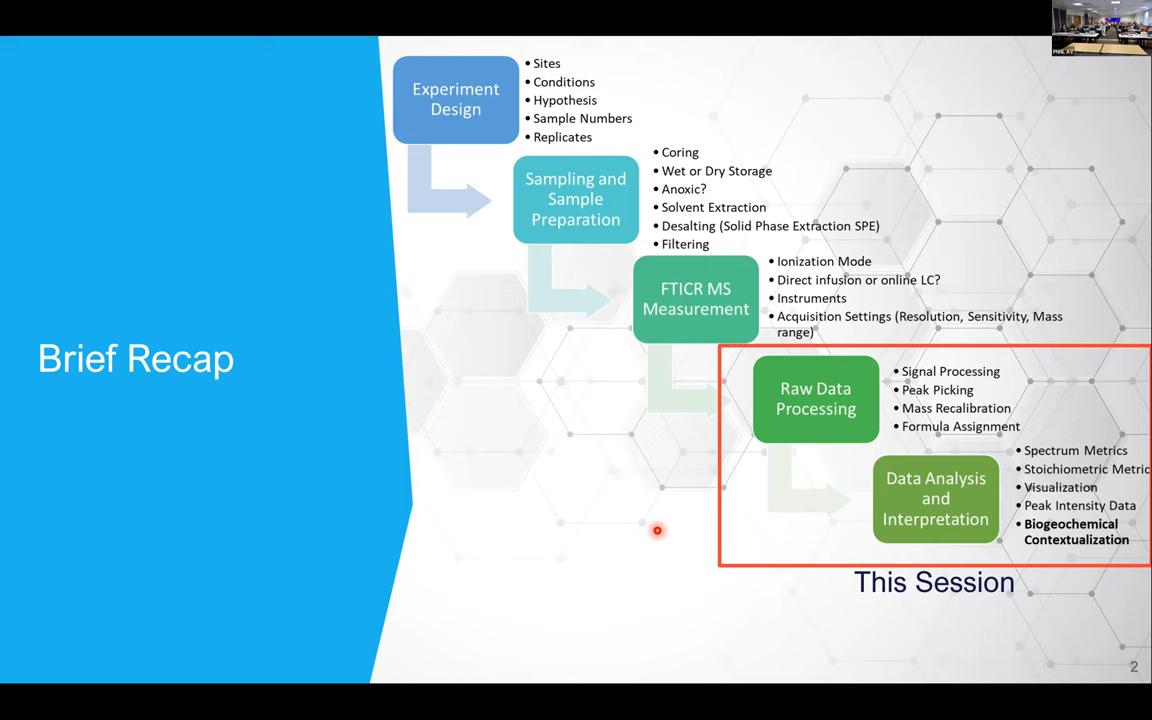 Brief Recap
Experiment
Design
• Sites
• Conditions
• Hypothesis
• Sample Numbers
• Replicates
Sampling and
Sample
Preparation
• Coring
• Wet or Dry Storage
• Anoxic?
• Solvent Extraction
• Desalting (Solid Phase Extraction SPE)
• Filtering
FTICR MS
Measurement
• Ionization Mode
• Direct infusion or online LC?
• Instruments
• Acquisition Settings (Resolution, Sensitivity, Mass
range)
Raw Data
Processing
• Signal Processing
• Peak Picking
• Mass Recalibration
• Formula Assignment
Data Analysis
and
Interpretation
• Spectrum Metrics
• Stoichiometric Metric
• Visualization
• Peak Intensity Data
• Biogeochemical
Contextualization
This Session
2
PNNL AV